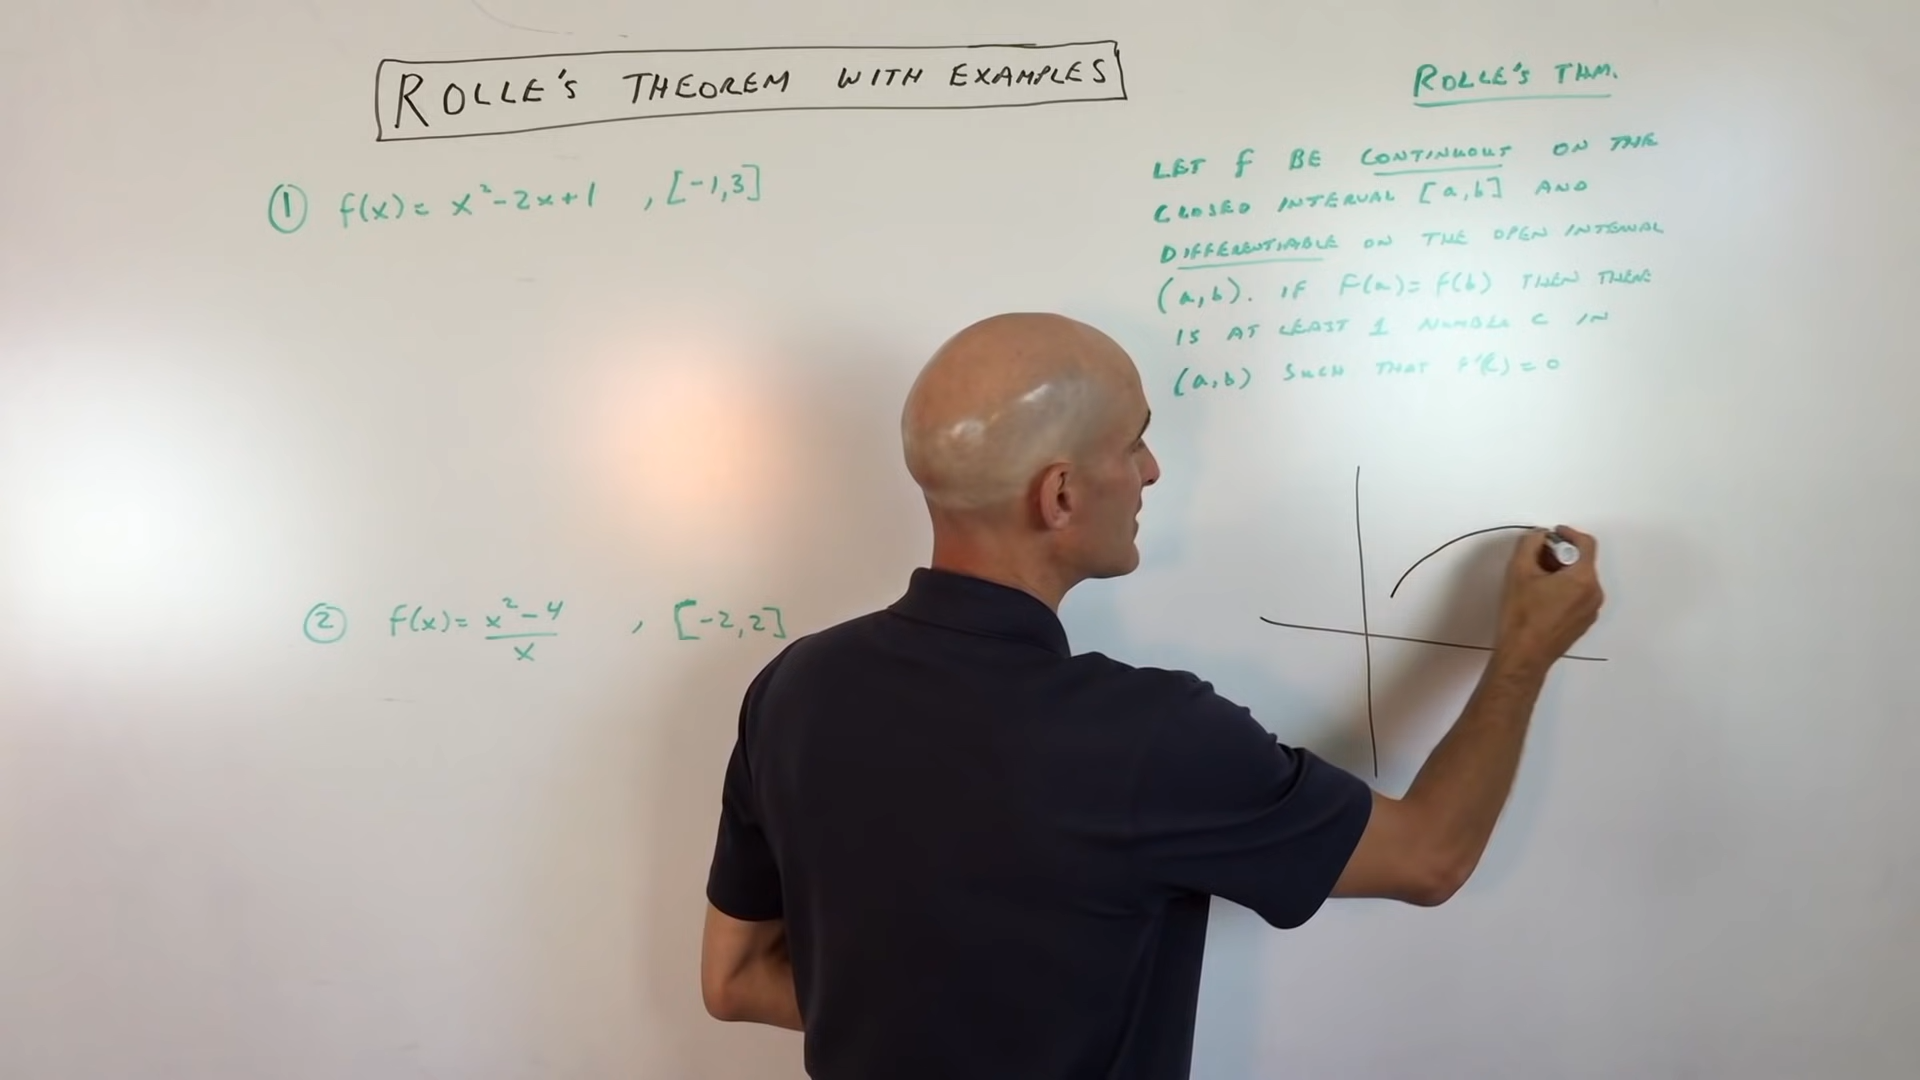 ROLLE'S THEOREM WITH EXAMPLES
① f(x) = x²-2x+1 , [-1,3]
② f(x) = x²-4/x , [-2,2]
ROLLE'S THM.
LET f BE CONTINUOUS ON THE
CLOSED INTERVAL [a,b] AND
DIFFERENTIABLE ON THE OPEN INTERVAL
(a,b). IF F(a)= f(b) THEN THERE
IS AT LEAST 1 NUMBER C IN
(a,b) SUCH THAT f'(c) = 0